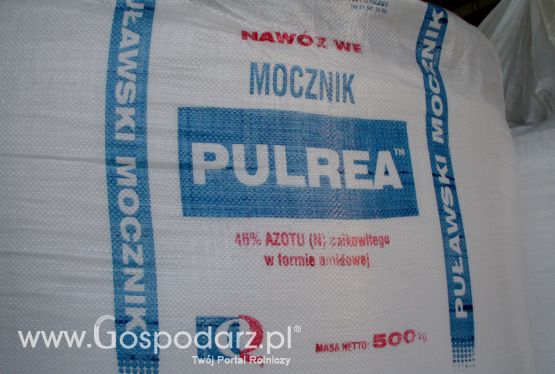 NAWÓZ WE
MOCZNIK
PULREA™
46% AZOTU (N) całkowitego
w formie amidowej
MASA NETTO: 500 kg
PUŁAWSKI MOCZNIK
PUŁAWSKI MOCZNIK
www.Gospodarz.pl®
Twój Portal Rolniczy